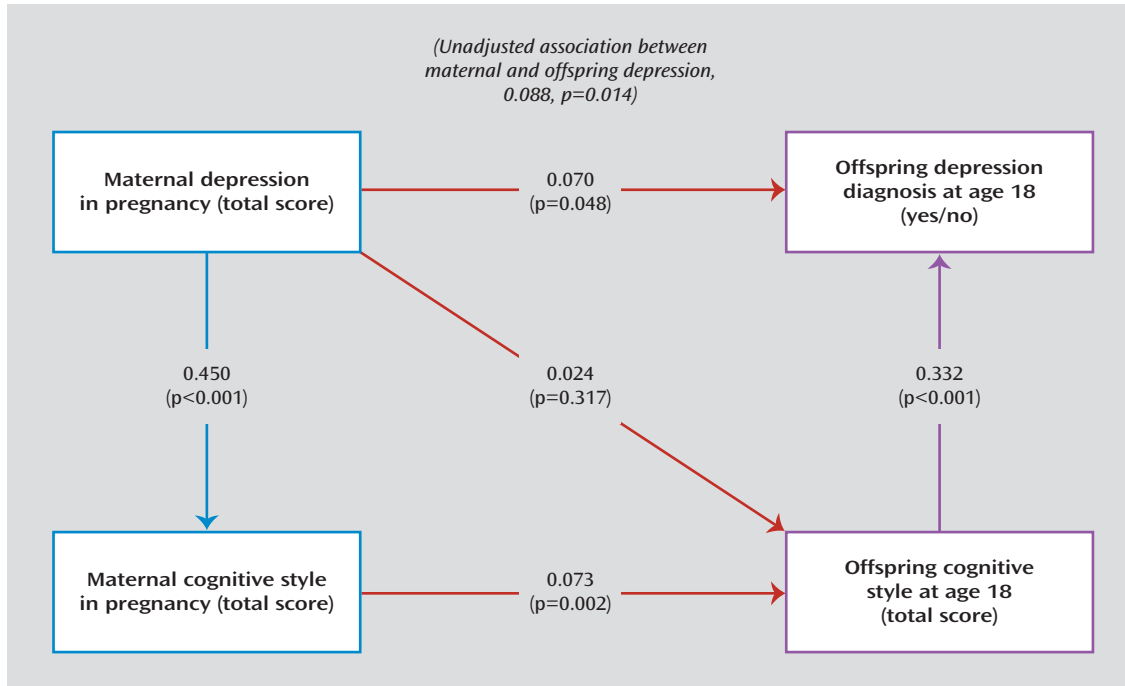 (Unadjusted association between
maternal and offspring depression,
0.088, p=0.014)
Maternal depression
in pregnancy (total score)
0.070
(p=0.048)
Offspring depression
diagnosis at age 18
(yes/no)
0.450
(p<0.001)
0.024
(p=0.317)
0.332
(p<0.001)
Maternal cognitive style
in pregnancy (total score)
0.073
(p=0.002)
Offspring cognitive
style at age 18
(total score)